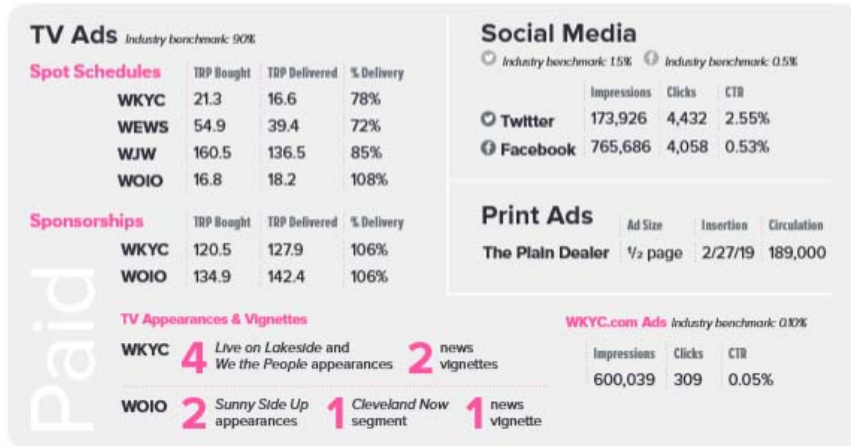 TV Ads Industry benchmark: 90%
Spot Schedules TRP Bought TRP Delivered % Delivery
WKYC 21.3 16.6 78%
WEWS 54.9 39.4 72%
WJW 160.5 136.5 85%
WOIO 16.8 18.2 108%
Sponsorships TRP Bought TRP Delivered % Delivery
WKYC 120.5 127.9 106%
WOIO 134.9 142.4 106%
TV Appearances & Vignettes
WKYC 4 Live on Lakeside and
We the People appearances 2 news
vignettes
WOIO 2 Sunny Side Up
appearances 1 Cleveland Now
segment 1 news
vignette
Paid
Social Media
Industry benchmark: 1.5% Industry benchmark: 0.5%
Impressions Clicks CTR
Twitter 173,926 4,432 2.55%
Facebook 765,686 4,058 0.53%
Print Ads Ad Size Insertion Circulation
The Plain Dealer ½ page 2/27/19 189,000
WKYC.com Ads Industry benchmark: 0.10%
Impressions Clicks CTR
600,039 309 0.05%